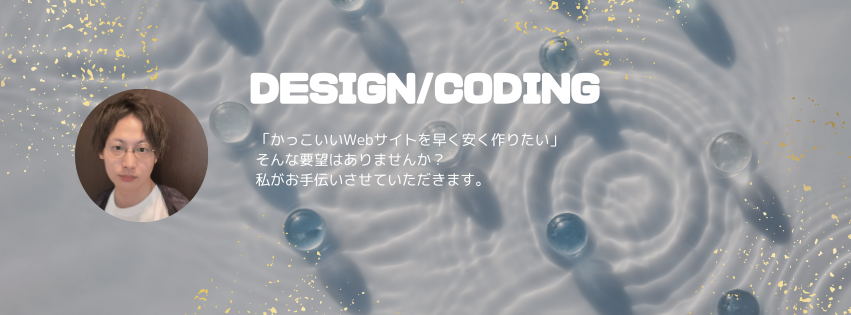 DESIGN/CODING
「かっこいいWebサイトを早く安く作りたい」
そんな要望はありませんか？
私がお手伝いさせていただきます。